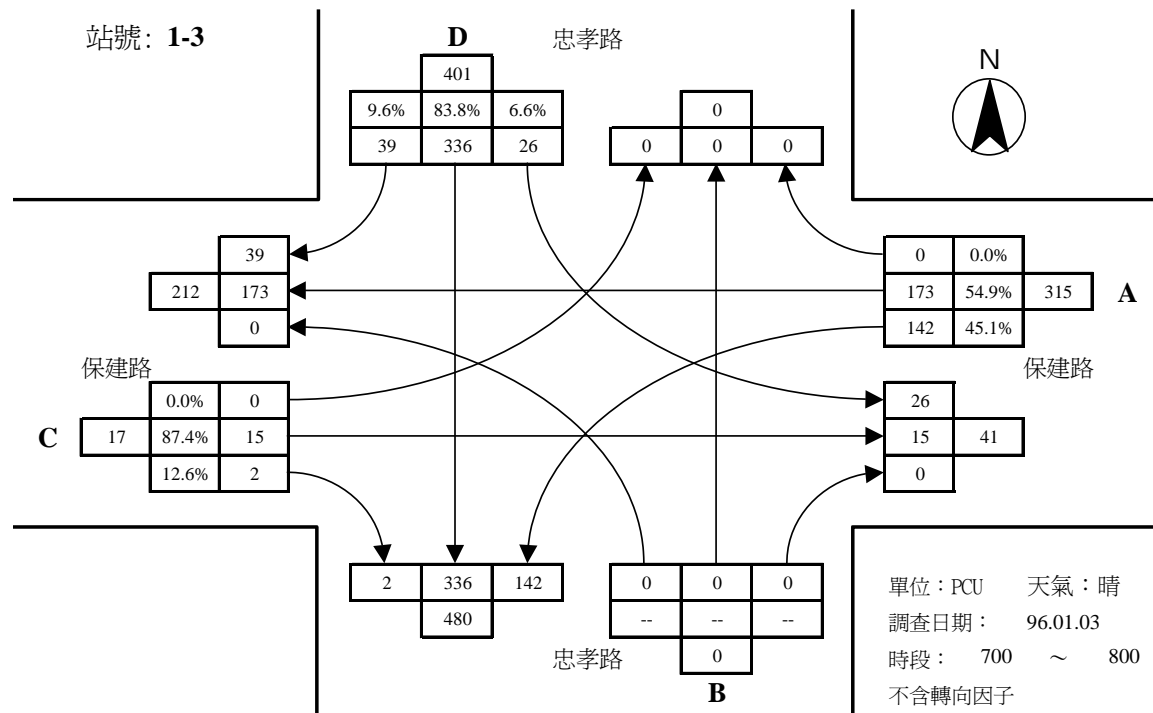 站號: 1-3
D
忠孝路
N
401
9.6% 83.8% 6.6%
0
39 336 26
0 0 0
39
0 0.0%
212 173
173 54.9% 315
A
0
142 45.1%
保建路
保建路
0.0% 0
26
C
17 87.4% 15
15 41
12.6% 2
0
2 336 142
0 0 0
480
-- -- --
忠孝路
0
B
單位：PCU 天氣：晴
調查日期： 96.01.03
時段： 700 ～ 800
不含轉向因子